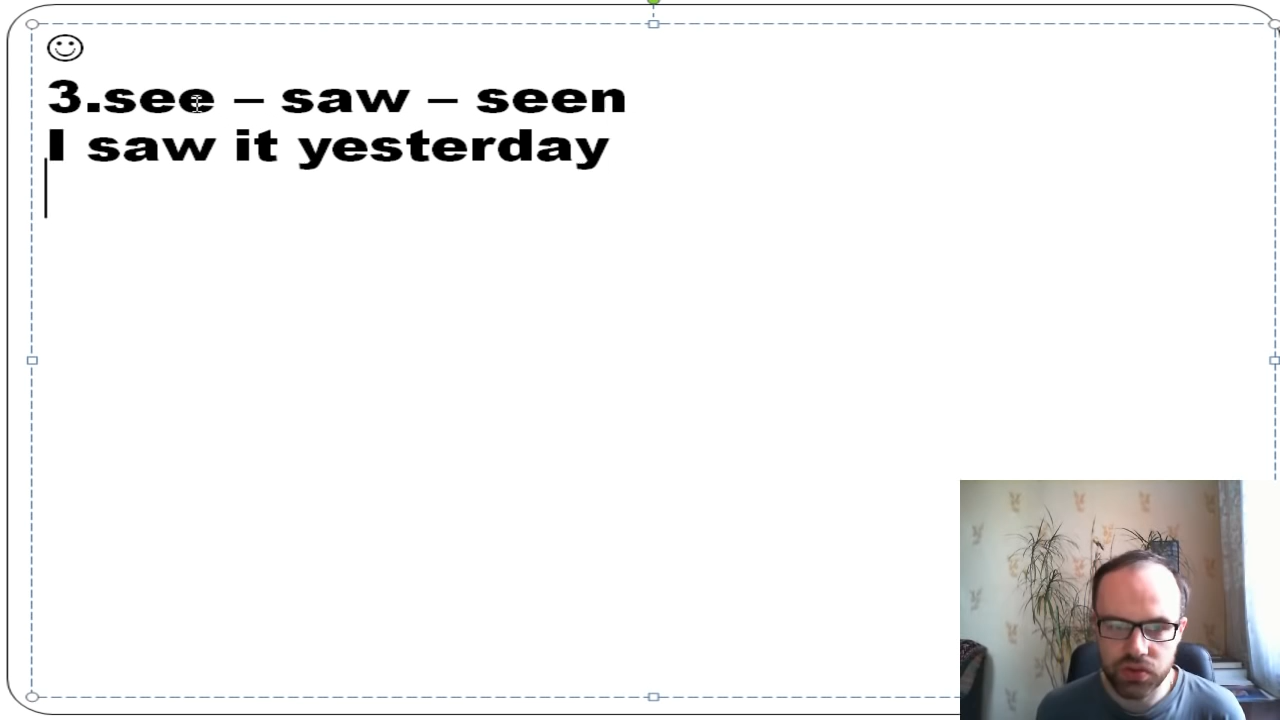 3.see – saw – seen
I saw it yesterday